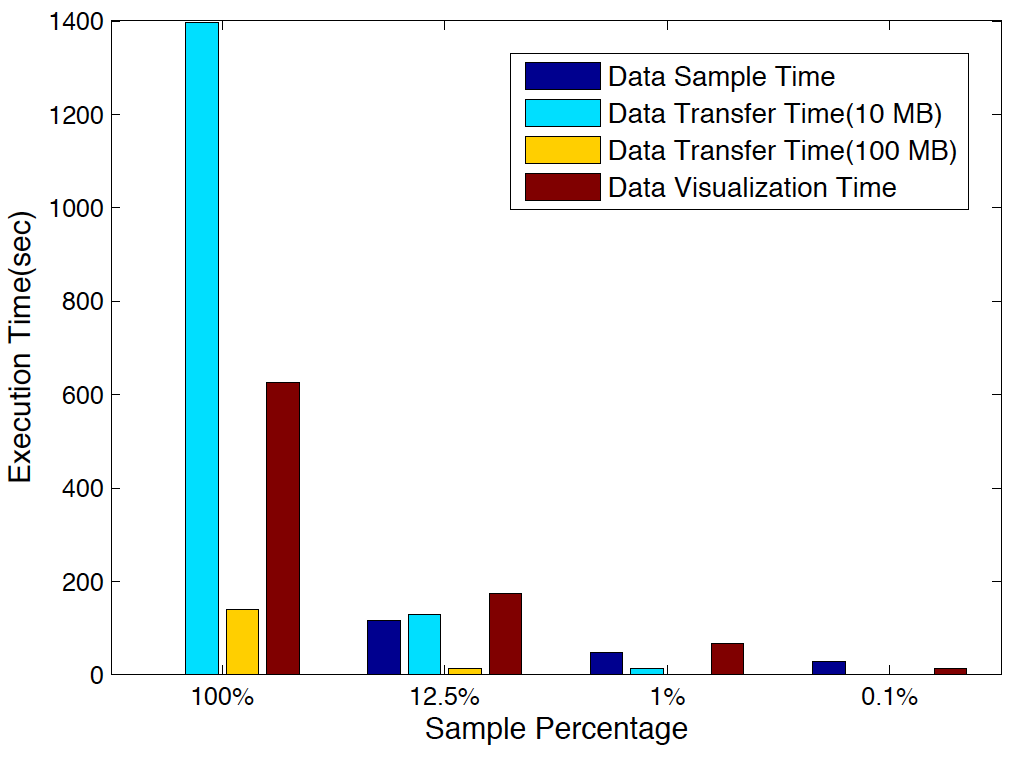 1400
1200
1000
800
600
400
200
0
Execution Time(sec)
Data Sample Time
Data Transfer Time(10 MB)
Data Transfer Time(100 MB)
Data Visualization Time
100% 12.5% 1% 0.1%
Sample Percentage